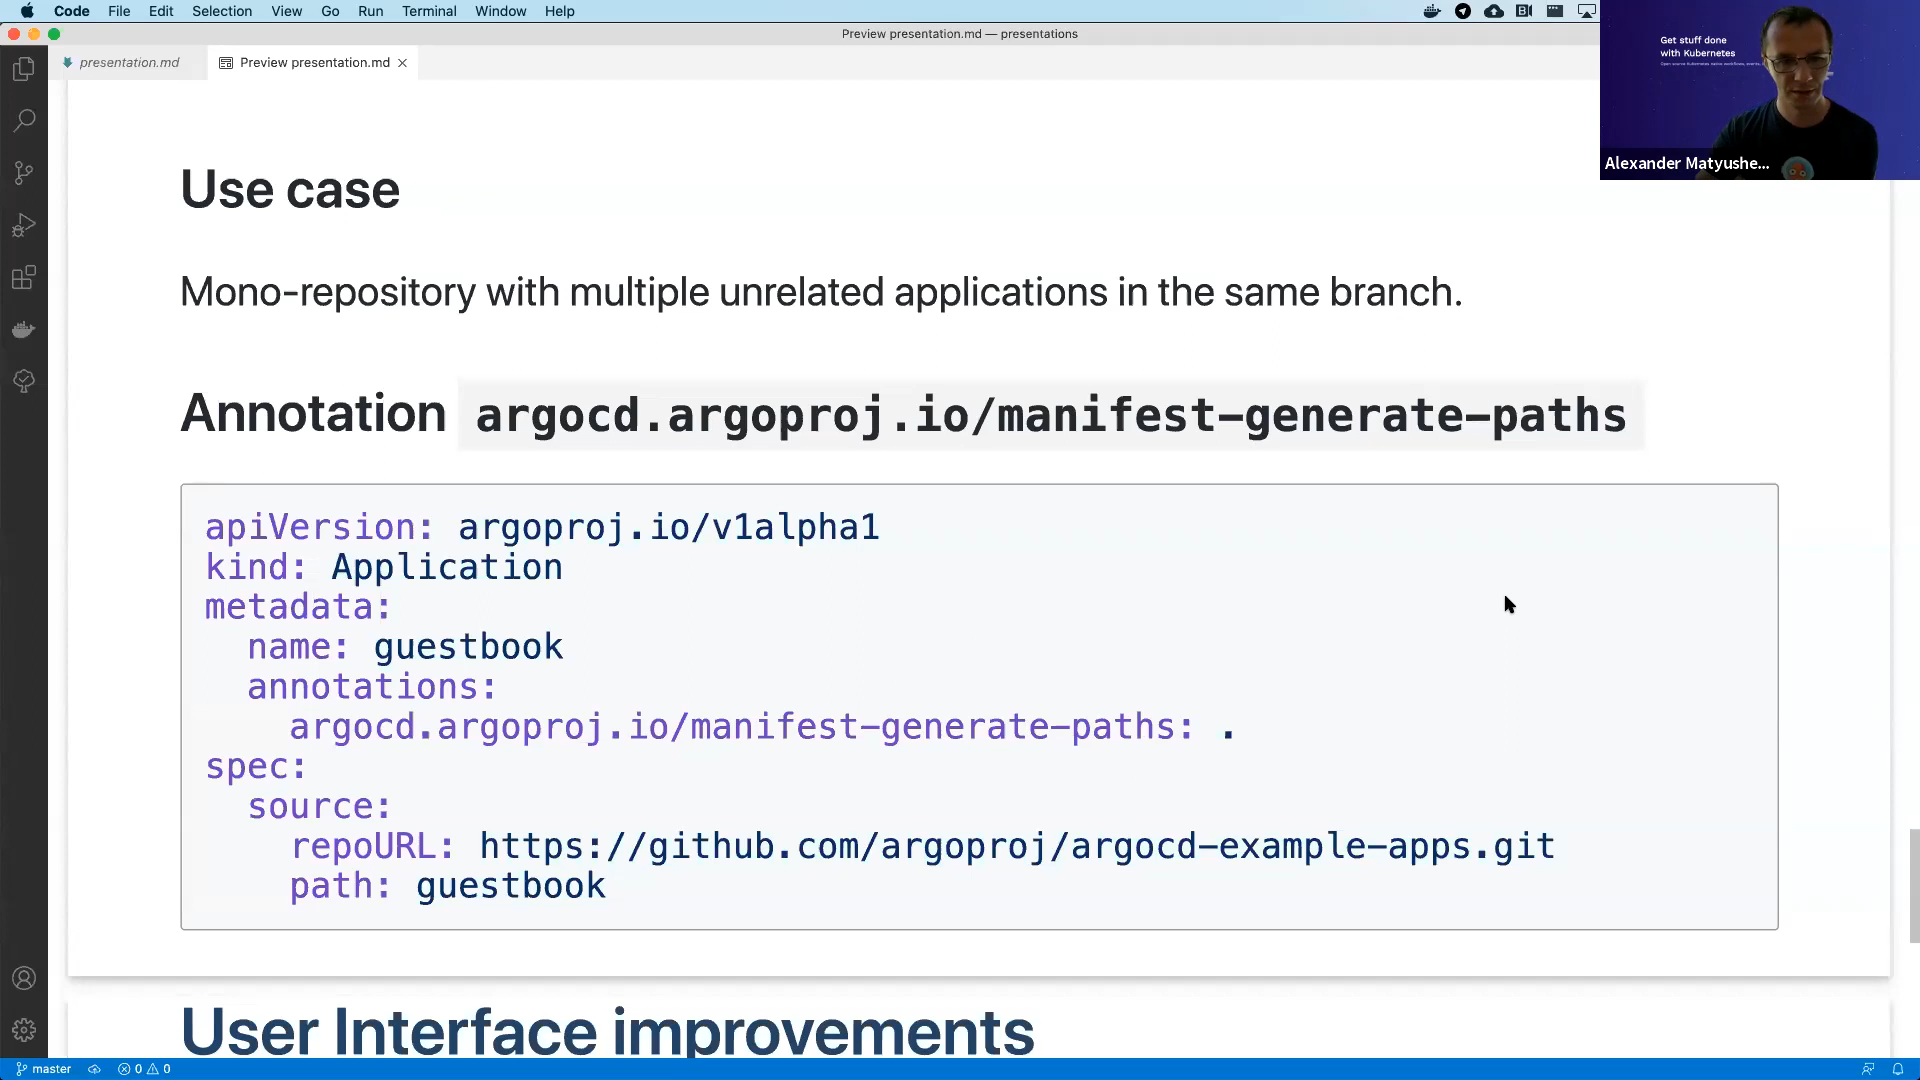 Code File Edit Selection View Go Run Terminal Window Help
Preview presentation.md — presentations
presentation.md
Preview presentation.md
Get stuff done
with Kubernetes
Alexander Matyushe...
Use case
Mono-repository with multiple unrelated applications in the same branch.
Annotation argocd.argoproj.io/manifest-generate-paths
apiVersion: argoproj.io/v1alpha1
kind: Application
metadata:
name: guestbook
annotations:
argocd.argoproj.io/manifest-generate-paths: .
spec:
source:
repoURL: https://github.com/argoproj/argocd-example-apps.git
path: guestbook
User Interface improvements
master 0 0